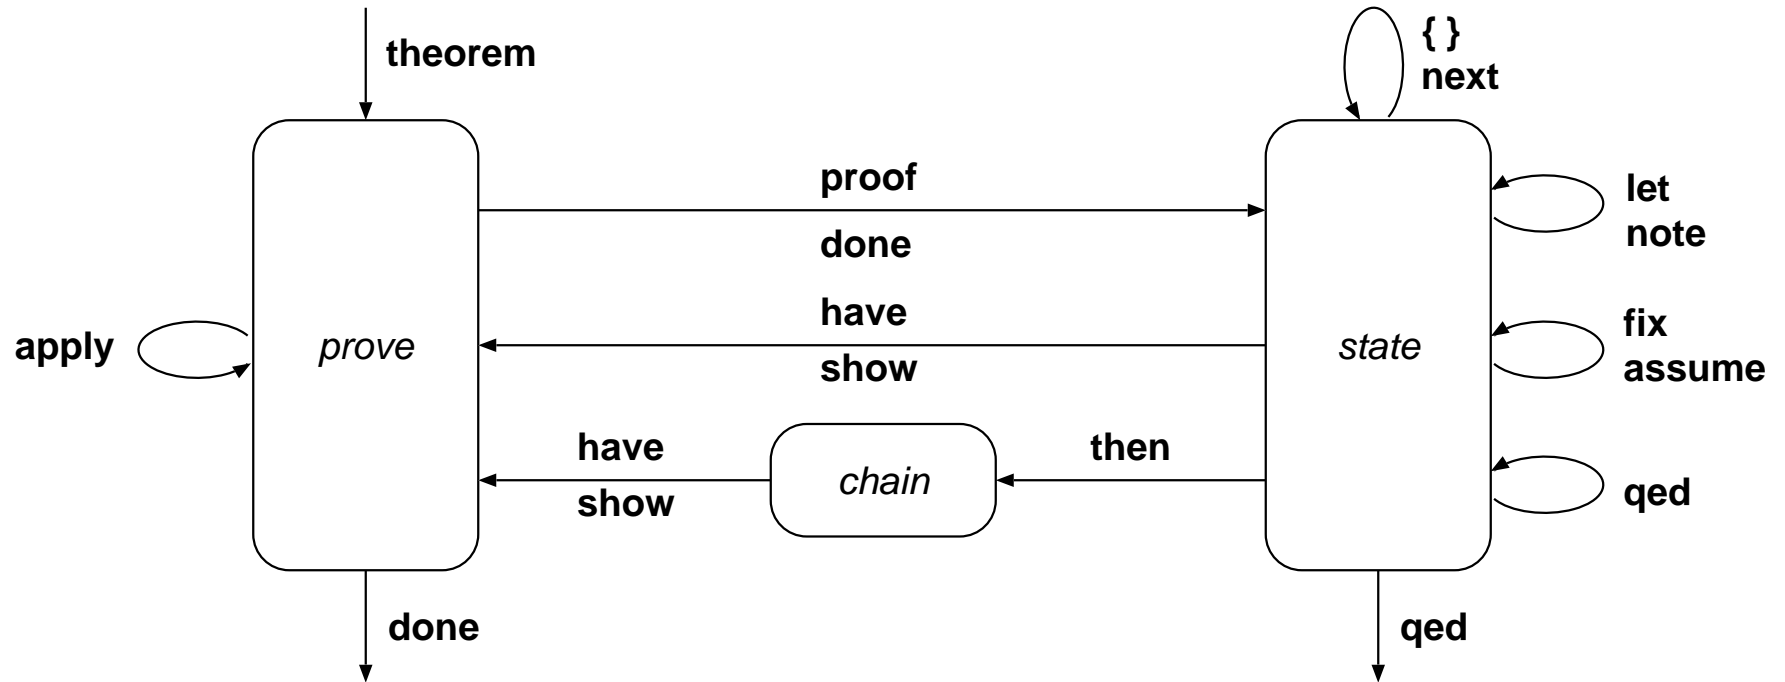 theorem
{ }
next
proof
done
let
note
have
show
apply
prove
state
fix
assume
have
show
chain
then
qed
done
qed